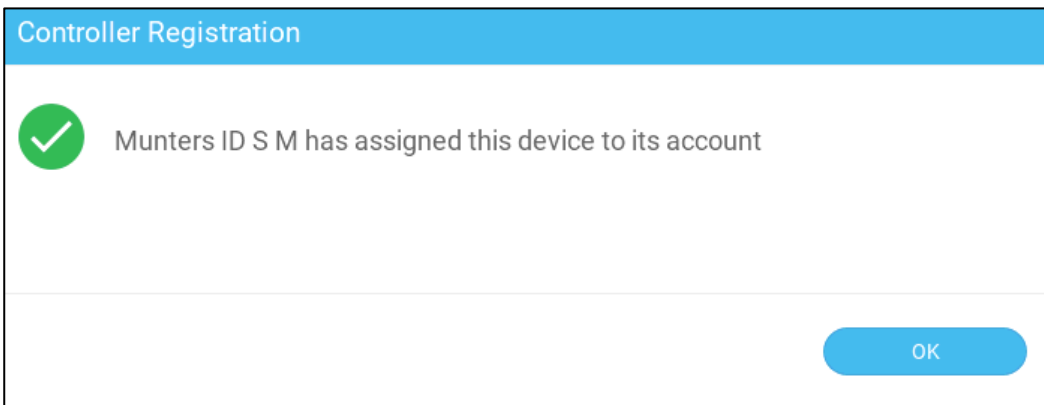 Controller Registration
Munters ID S M has assigned this device to its account
OK